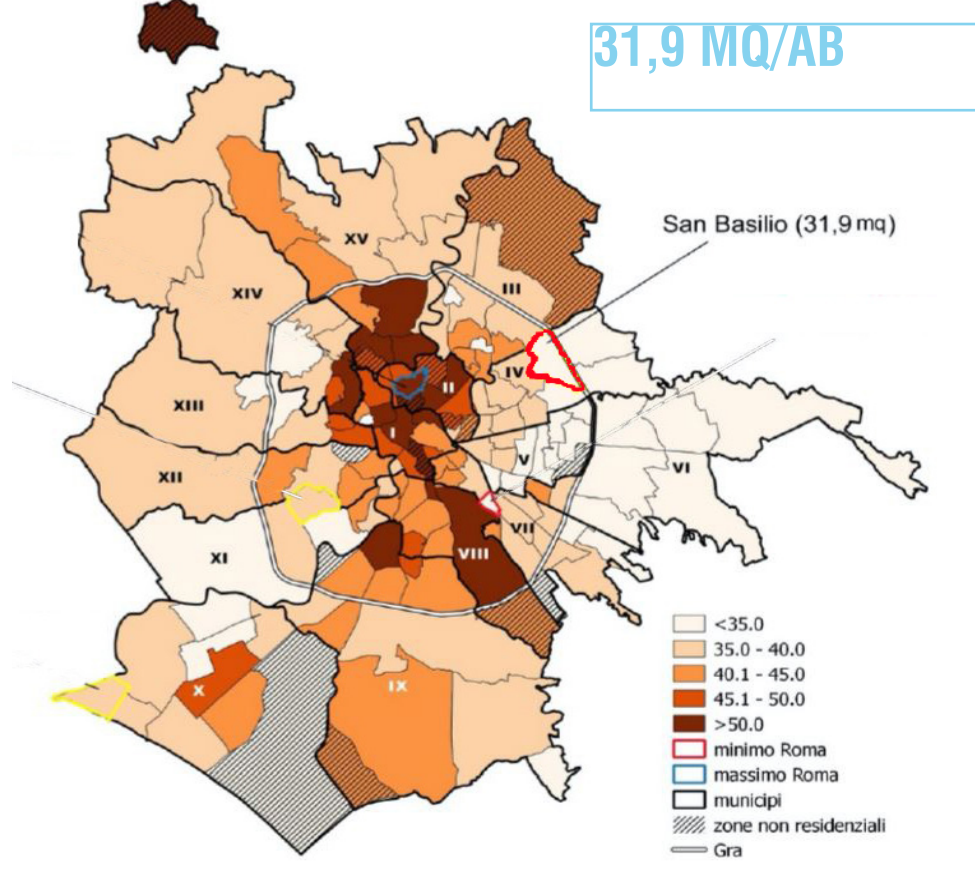 31,9 MQ/AB
San Basilio (31,9 mq)
XV
III
XIV
IV
II
XIII
I
V
VI
XII
VII
VIII
XI
IX
X
<35.0
35.0 - 40.0
40.1 - 45.0
45.1 - 50.0
>50.0
minimo Roma
massimo Roma
municipi
zone non residenziali
Gra